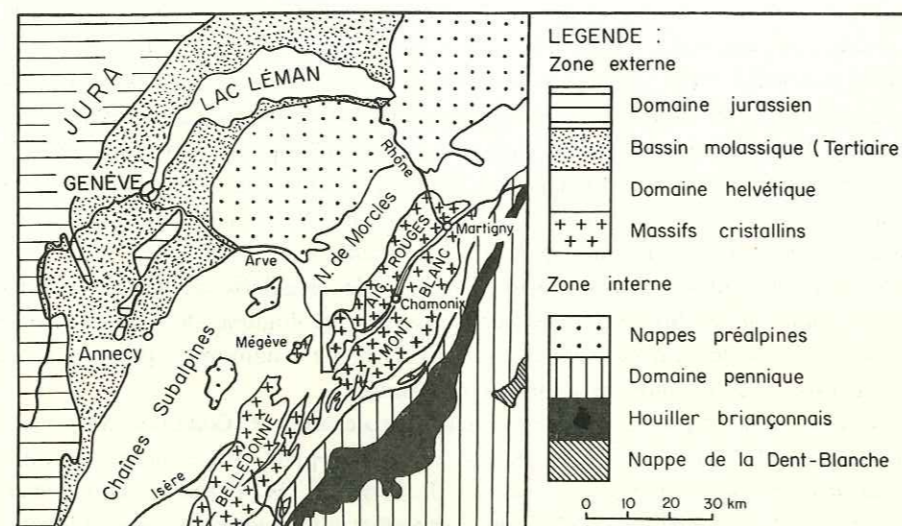 JURA
LAC LÉMAN
GENÈVE
Rhône
Arve
N. de Morcles
AIG. ROUGES
Martigny
MONT BLANC
Chamonix
Mégève
Annecy
Chaînes Subalpines
BELLEDONNE
Isère
LEGENDE :
Zone externe
Domaine jurassien
Bassin molassique ( Tertiaire
Domaine helvétique
Massifs cristallins
Zone interne
Nappes préalpines
Domaine pennique
Houiller briançonnais
Nappe de la Dent-Blanche
0 10 20 30 km